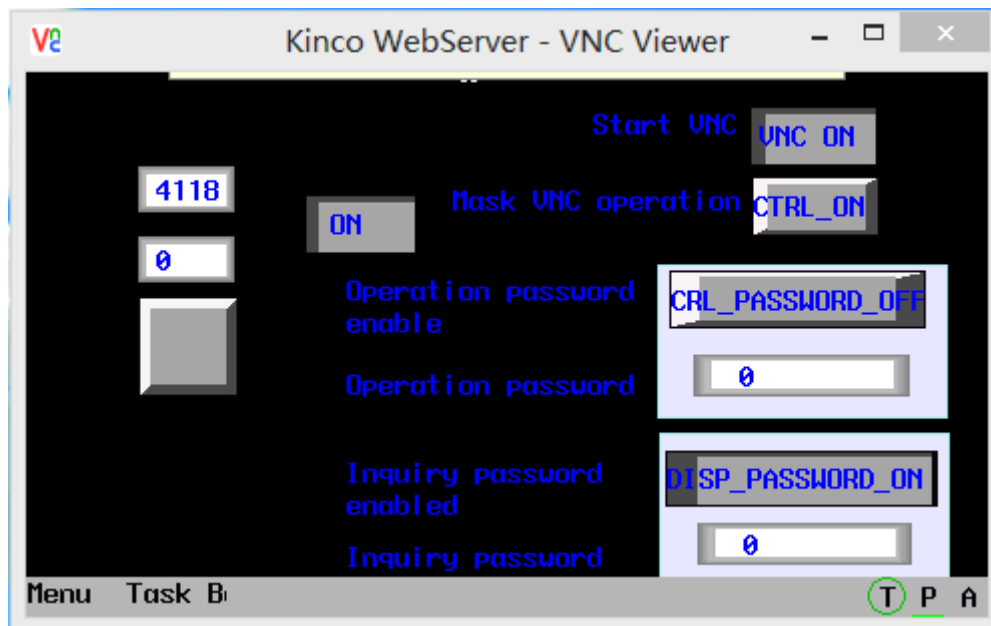 Kinco WebServer - VNC Viewer
Start VNC
VNC ON
4118
ON
Mask VNC operation
CTRL_ON
0
Operation password
enable
CRL_PASSWORD_OFF
Operation password
0
Inquiry password
enabled
DISP_PASSWORD_ON
Inquiry password
0
Menu
Task
T
P
A